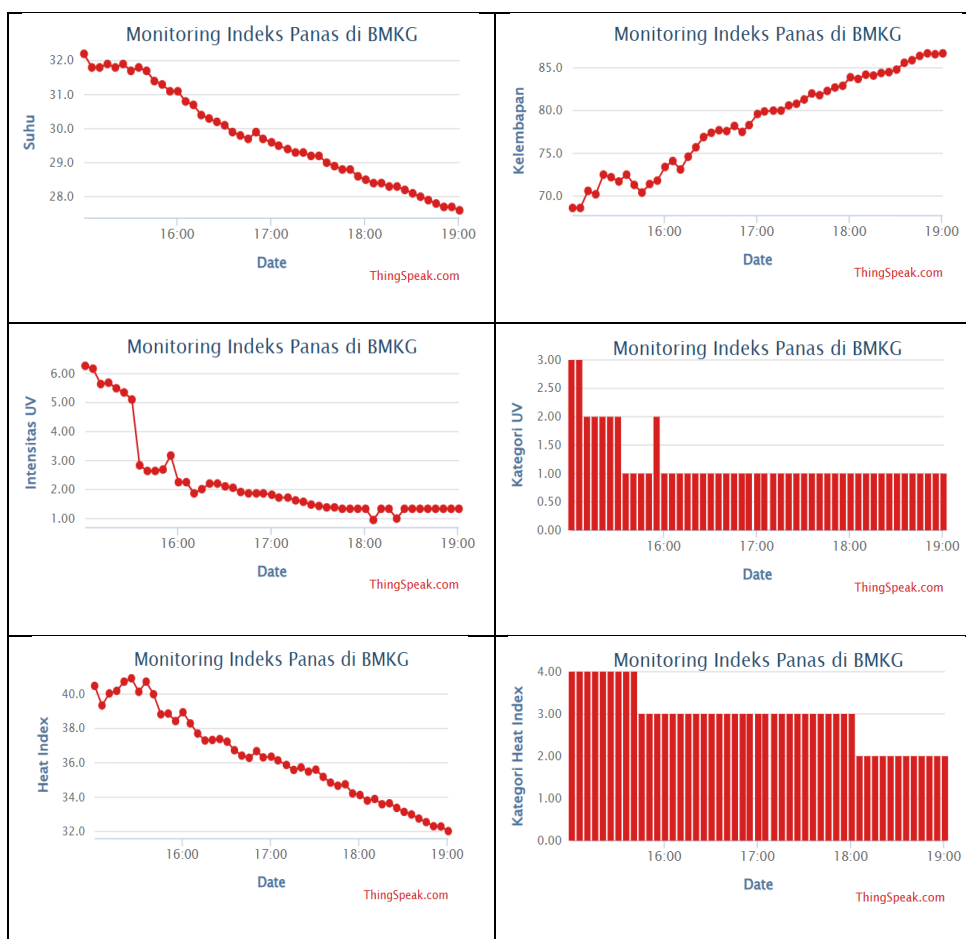 Monitoring Indeks Panas di BMKG
Suhu
32.0
31.0
30.0
29.0
28.0
16:00 17:00 18:00 19:00
Date
ThingSpeak.com
Monitoring Indeks Panas di BMKG
Kelembapan
85.0
80.0
75.0
70.0
16:00 17:00 18:00 19:00
Date
ThingSpeak.com
Monitoring Indeks Panas di BMKG
Intensitas UV
6.00
5.00
4.00
3.00
2.00
1.00
16:00 17:00 18:00 19:00
Date
ThingSpeak.com
Monitoring Indeks Panas di BMKG
Kategori UV
3.00
2.50
2.00
1.50
1.00
0.50
0.00
16:00 17:00 18:00 19:00
Date
ThingSpeak.com
Monitoring Indeks Panas di BMKG
Heat Index
40.0
38.0
36.0
34.0
32.0
16:00 17:00 18:00 19:00
Date
ThingSpeak.com
Monitoring Indeks Panas di BMKG
Kategori Heat Index
4.00
3.00
2.00
1.00
0.00
16:00 17:00 18:00 19:00
Date
ThingSpeak.com